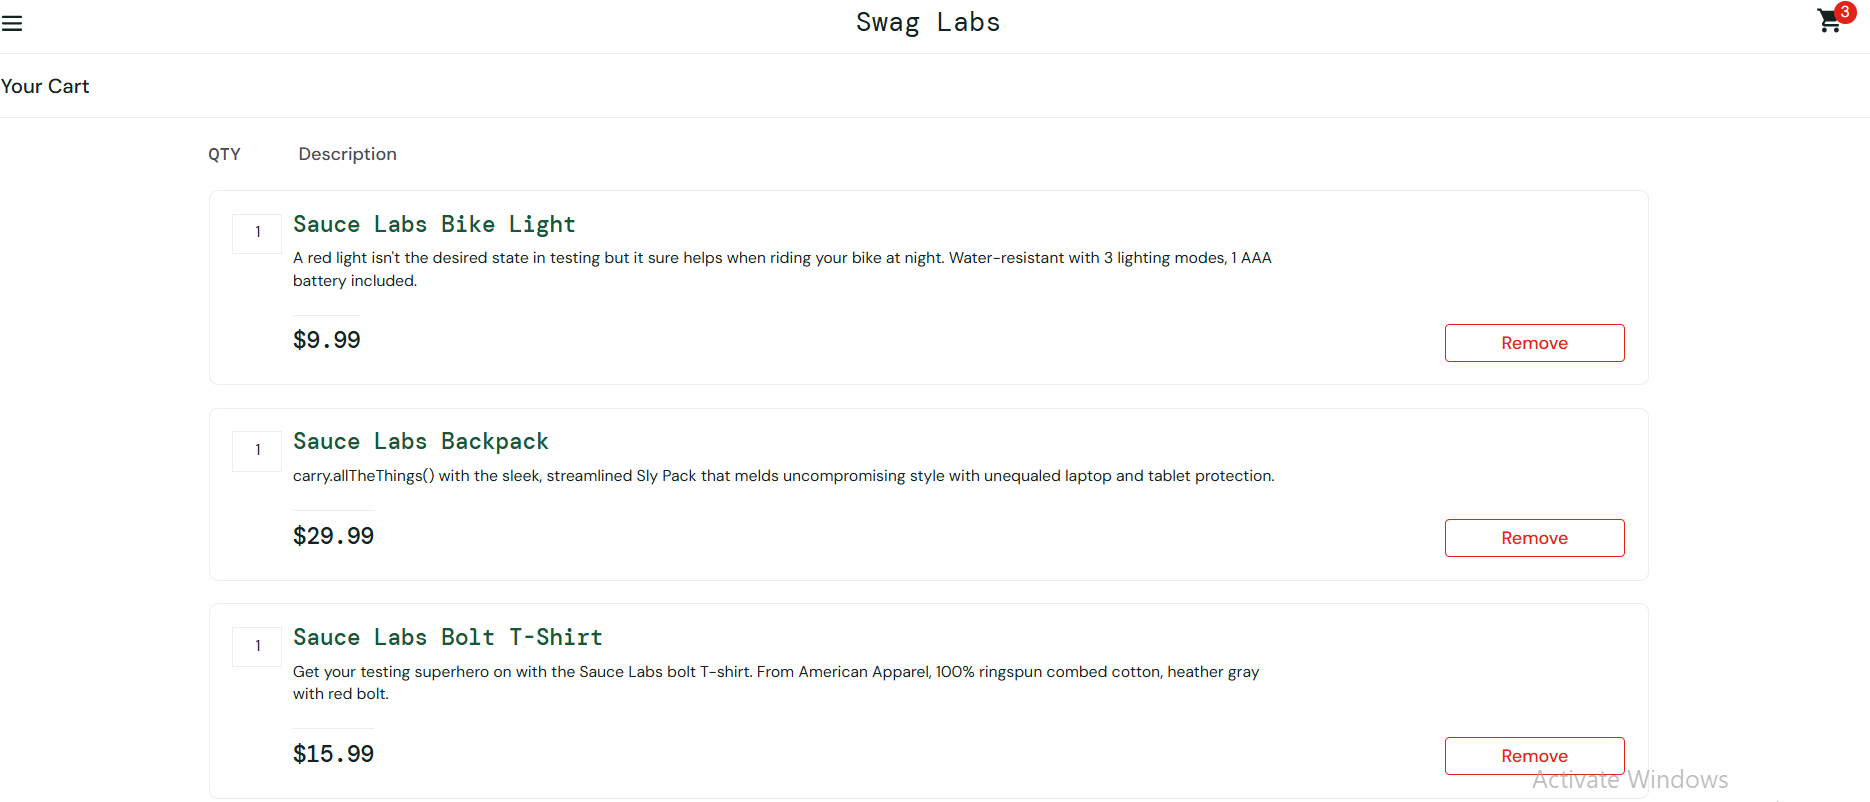 Swag Labs
3
Your Cart
QTY Description
1 Sauce Labs Bike Light
A red light isn't the desired state in testing but it sure helps when riding your bike at night. Water-resistant with 3 lighting modes, 1 AAA
battery included.
$9.99
Remove
1 Sauce Labs Backpack
carry.allTheThings() with the sleek, streamlined Sly Pack that melds uncompromising style with unequaled laptop and tablet protection.
$29.99
Remove
1 Sauce Labs Bolt T-Shirt
Get your testing superhero on with the Sauce Labs bolt T-shirt. From American Apparel, 100% ringspun combed cotton, heather gray
with red bolt.
$15.99
Remove
Activate Windows